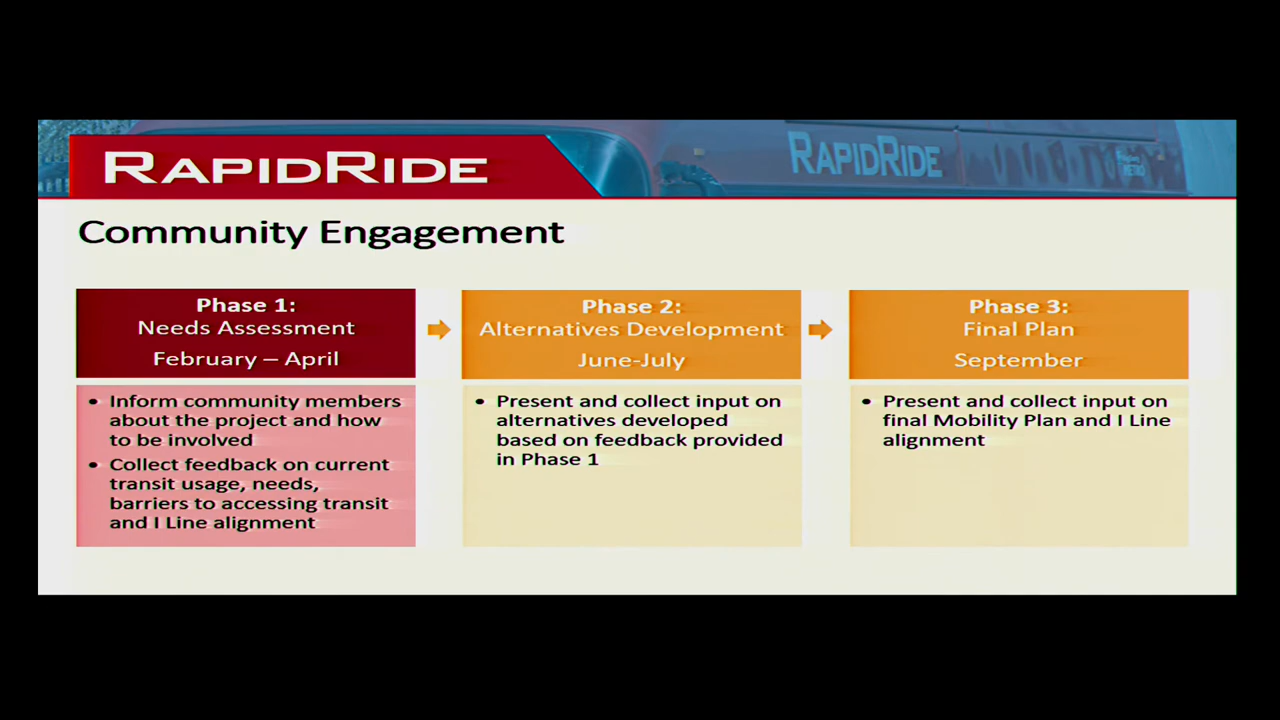 RAPIDRIDE
RAPIDRIDE
METRO
Community Engagement
Phase 1:
Needs Assessment
February – April
Phase 2:
Alternatives Development
June-July
Phase 3:
Final Plan
September
• Inform community members
about the project and how
to be involved
• Collect feedback on current
transit usage, needs,
barriers to accessing transit
and I Line alignment
• Present and collect input on
alternatives developed
based on feedback provided
in Phase 1
• Present and collect input on
final Mobility Plan and I Line
alignment